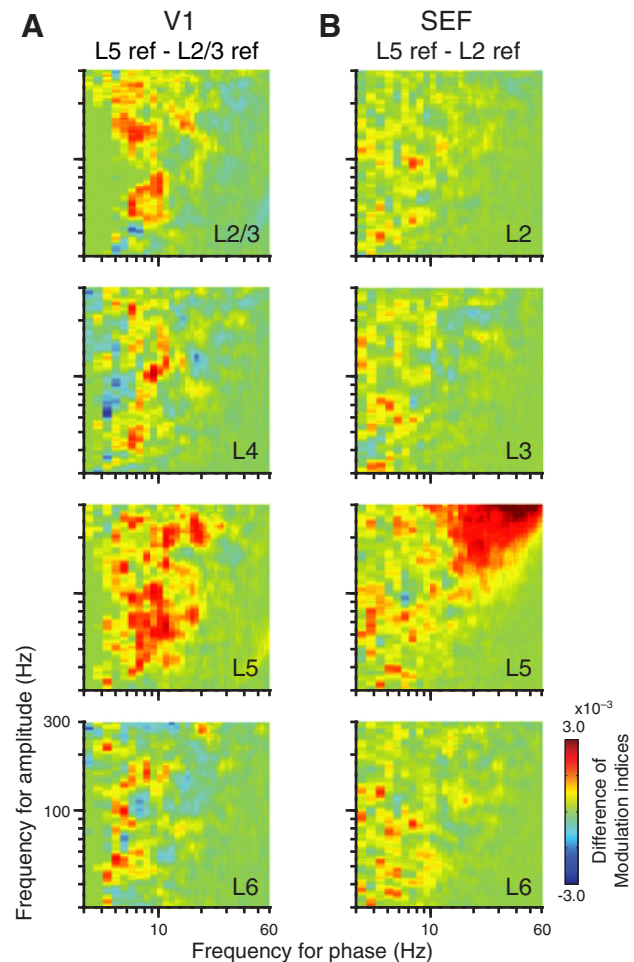 A
V1
L5 ref - L2/3 ref
B
SEF
L5 ref - L2 ref
L2/3
L2
L4
L3
L5
L5
Frequency for amplitude (Hz)
300
100
L6
10
60
L6
10
60
Frequency for phase (Hz)
x10⁻³
3.0
-3.0
Difference of
Modulation indices